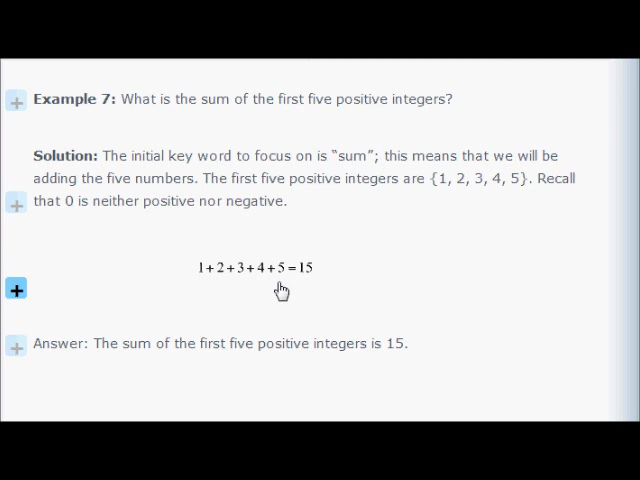 Example 7: What is the sum of the first five positive integers?
Solution: The initial key word to focus on is “sum”; this means that we will be
adding the five numbers. The first five positive integers are {1, 2, 3, 4, 5}. Recall
that 0 is neither positive nor negative.
1+2+3+4+5=15
Answer: The sum of the first five positive integers is 15.